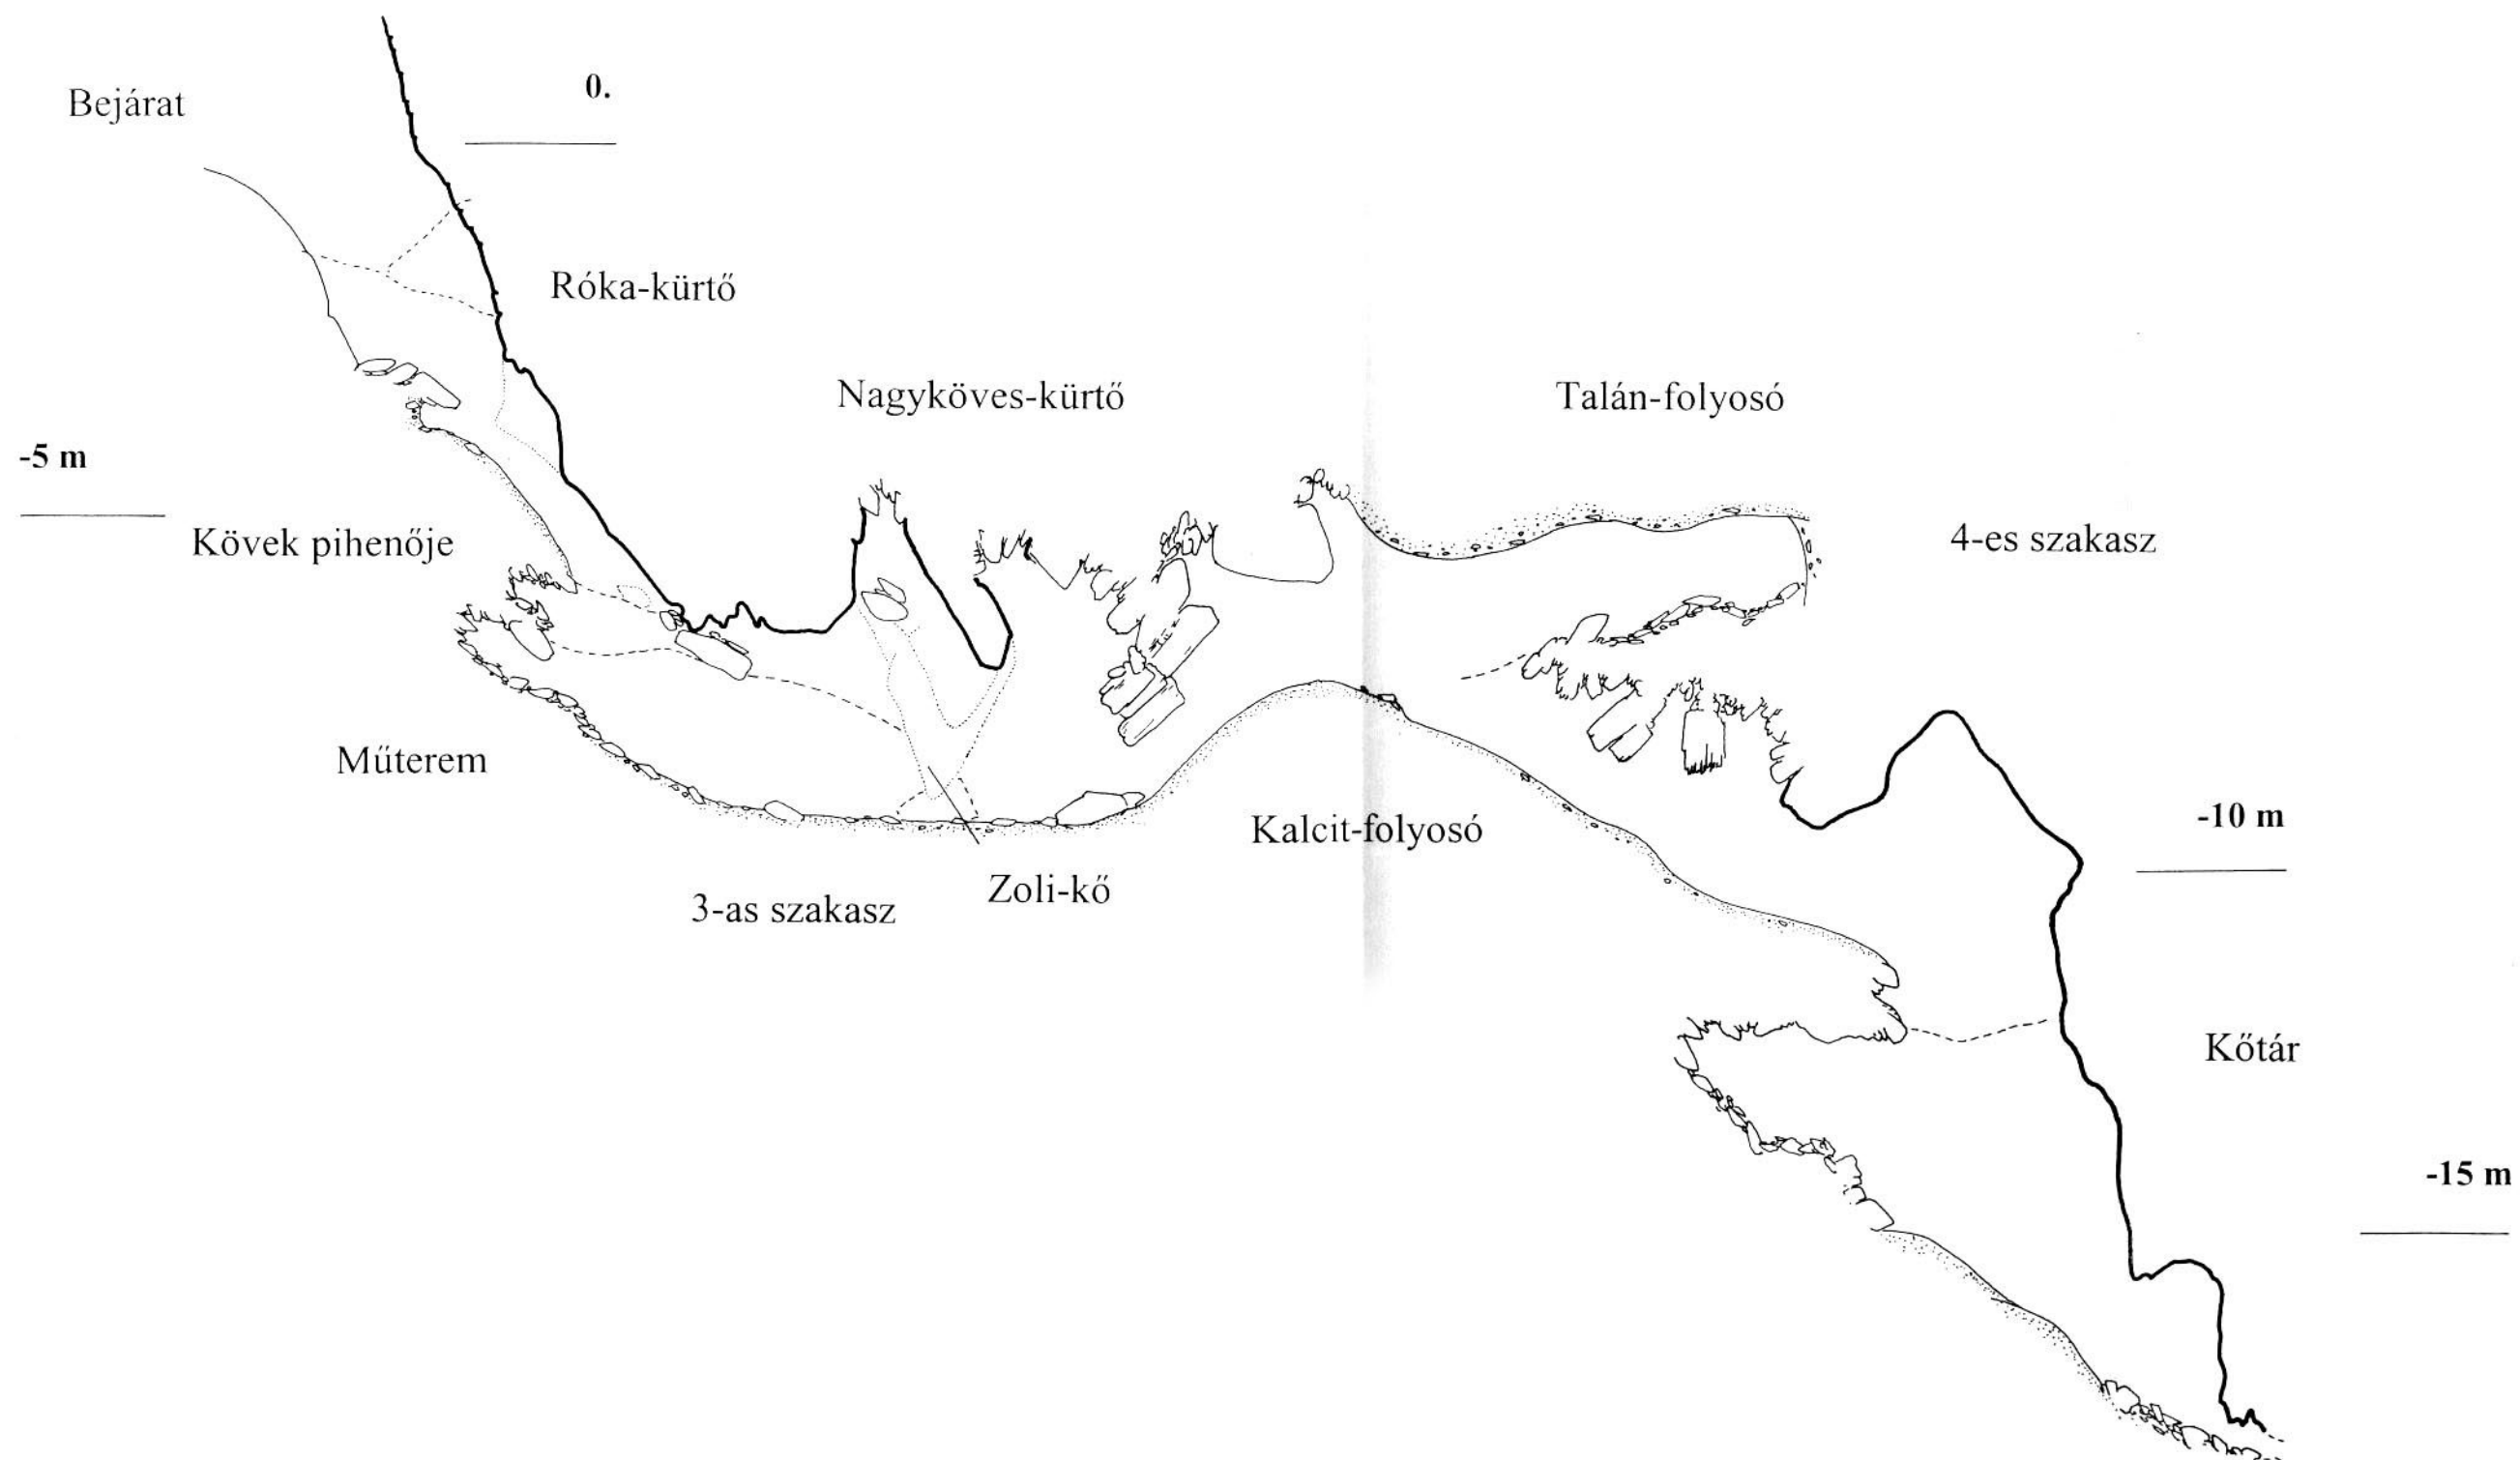 0.
Bejárat
Róka-kürtő
Nagyköves-kürtő
Talán-folyosó
-5 m
Kövek pihenője
4-es szakasz
Műterem
-10 m
Kalcit-folyosó
Zoli-kő
3-as szakasz
Kőtár
-15 m